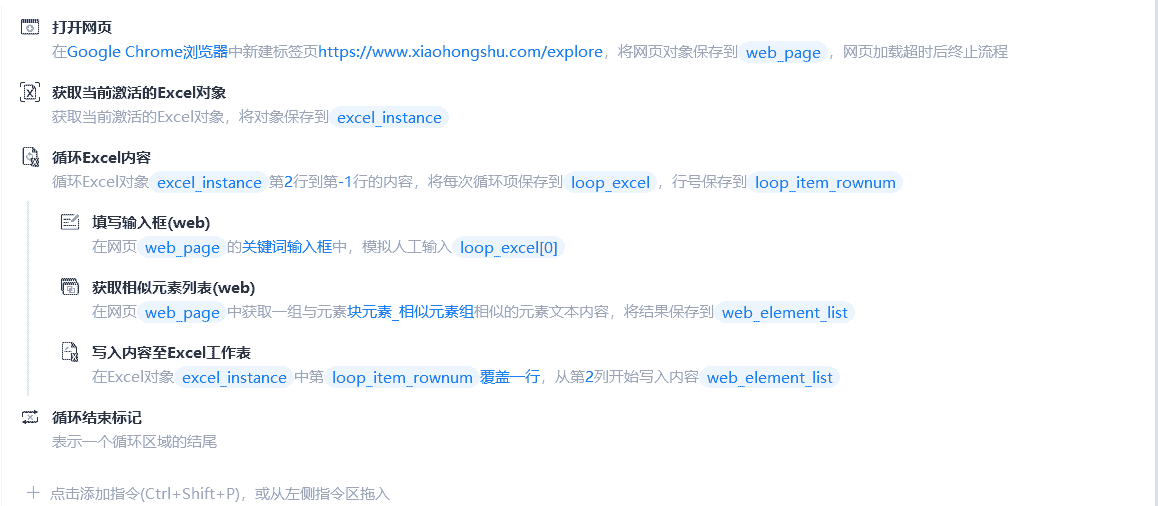 打开网页
在Google Chrome浏览器中新建标签页https://www.xiaohongshu.com/explore，将网页对象保存到 web_page ，网页加载超时后终止流程
获取当前激活的Excel对象
获取当前激活的Excel对象，将对象保存到 excel_instance
循环Excel内容
循环Excel对象 excel_instance 第2行到第-1行的内容，将每次循环项保存到 loop_excel ，行号保存到 loop_item_rownum
填写输入框(web)
在网页 web_page 的关键词输入框中，模拟人工输入 loop_excel[0]
获取相似元素列表(web)
在网页 web_page 中获取一组与元素块元素_相似元素组相似的元素文本内容，将结果保存到 web_element_list
写入内容至Excel工作表
在Excel对象 excel_instance 中第 loop_item_rownum 覆盖一行，从第2列开始写入内容 web_element_list
循环结束标记
表示一个循环区域的结尾
点击添加指令(Ctrl+Shift+P)，或从左侧指令区拖入